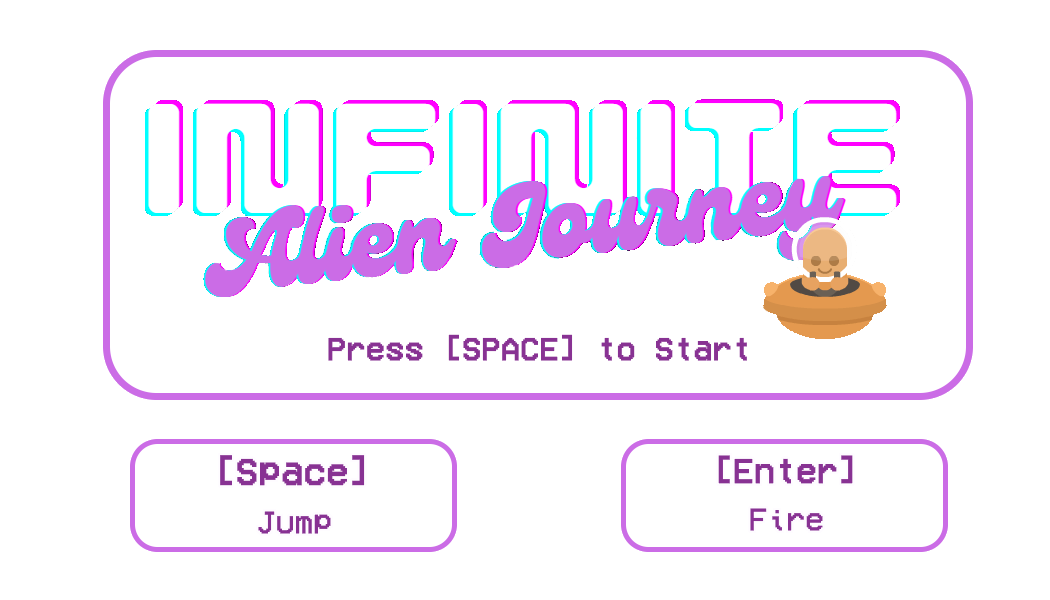 INFINITE
Alien Journey
Press [SPACE] to Start
[Space]
Jump
[Enter]
Fire